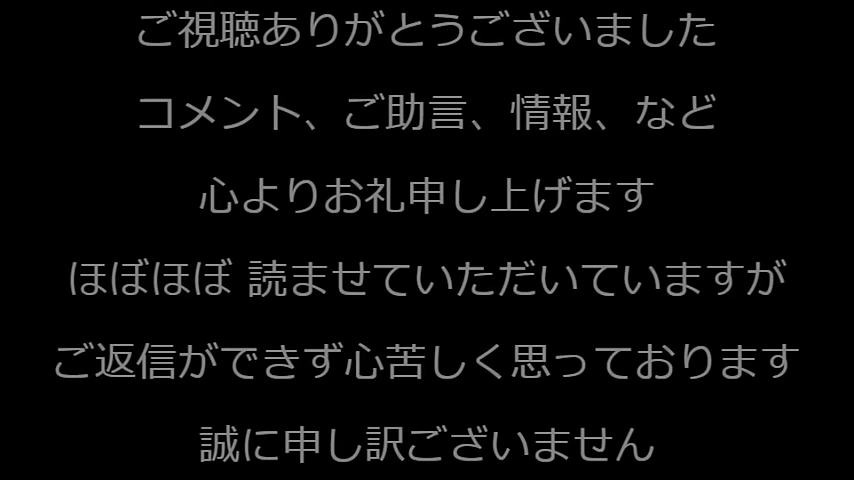 ご視聴ありがとうございました
コメント、ご助言、情報、など
心よりお礼申し上げます
ほぼほぼ 読ませていただいていますが
ご返信ができず心苦しく思っております
誠に申し訳ございません